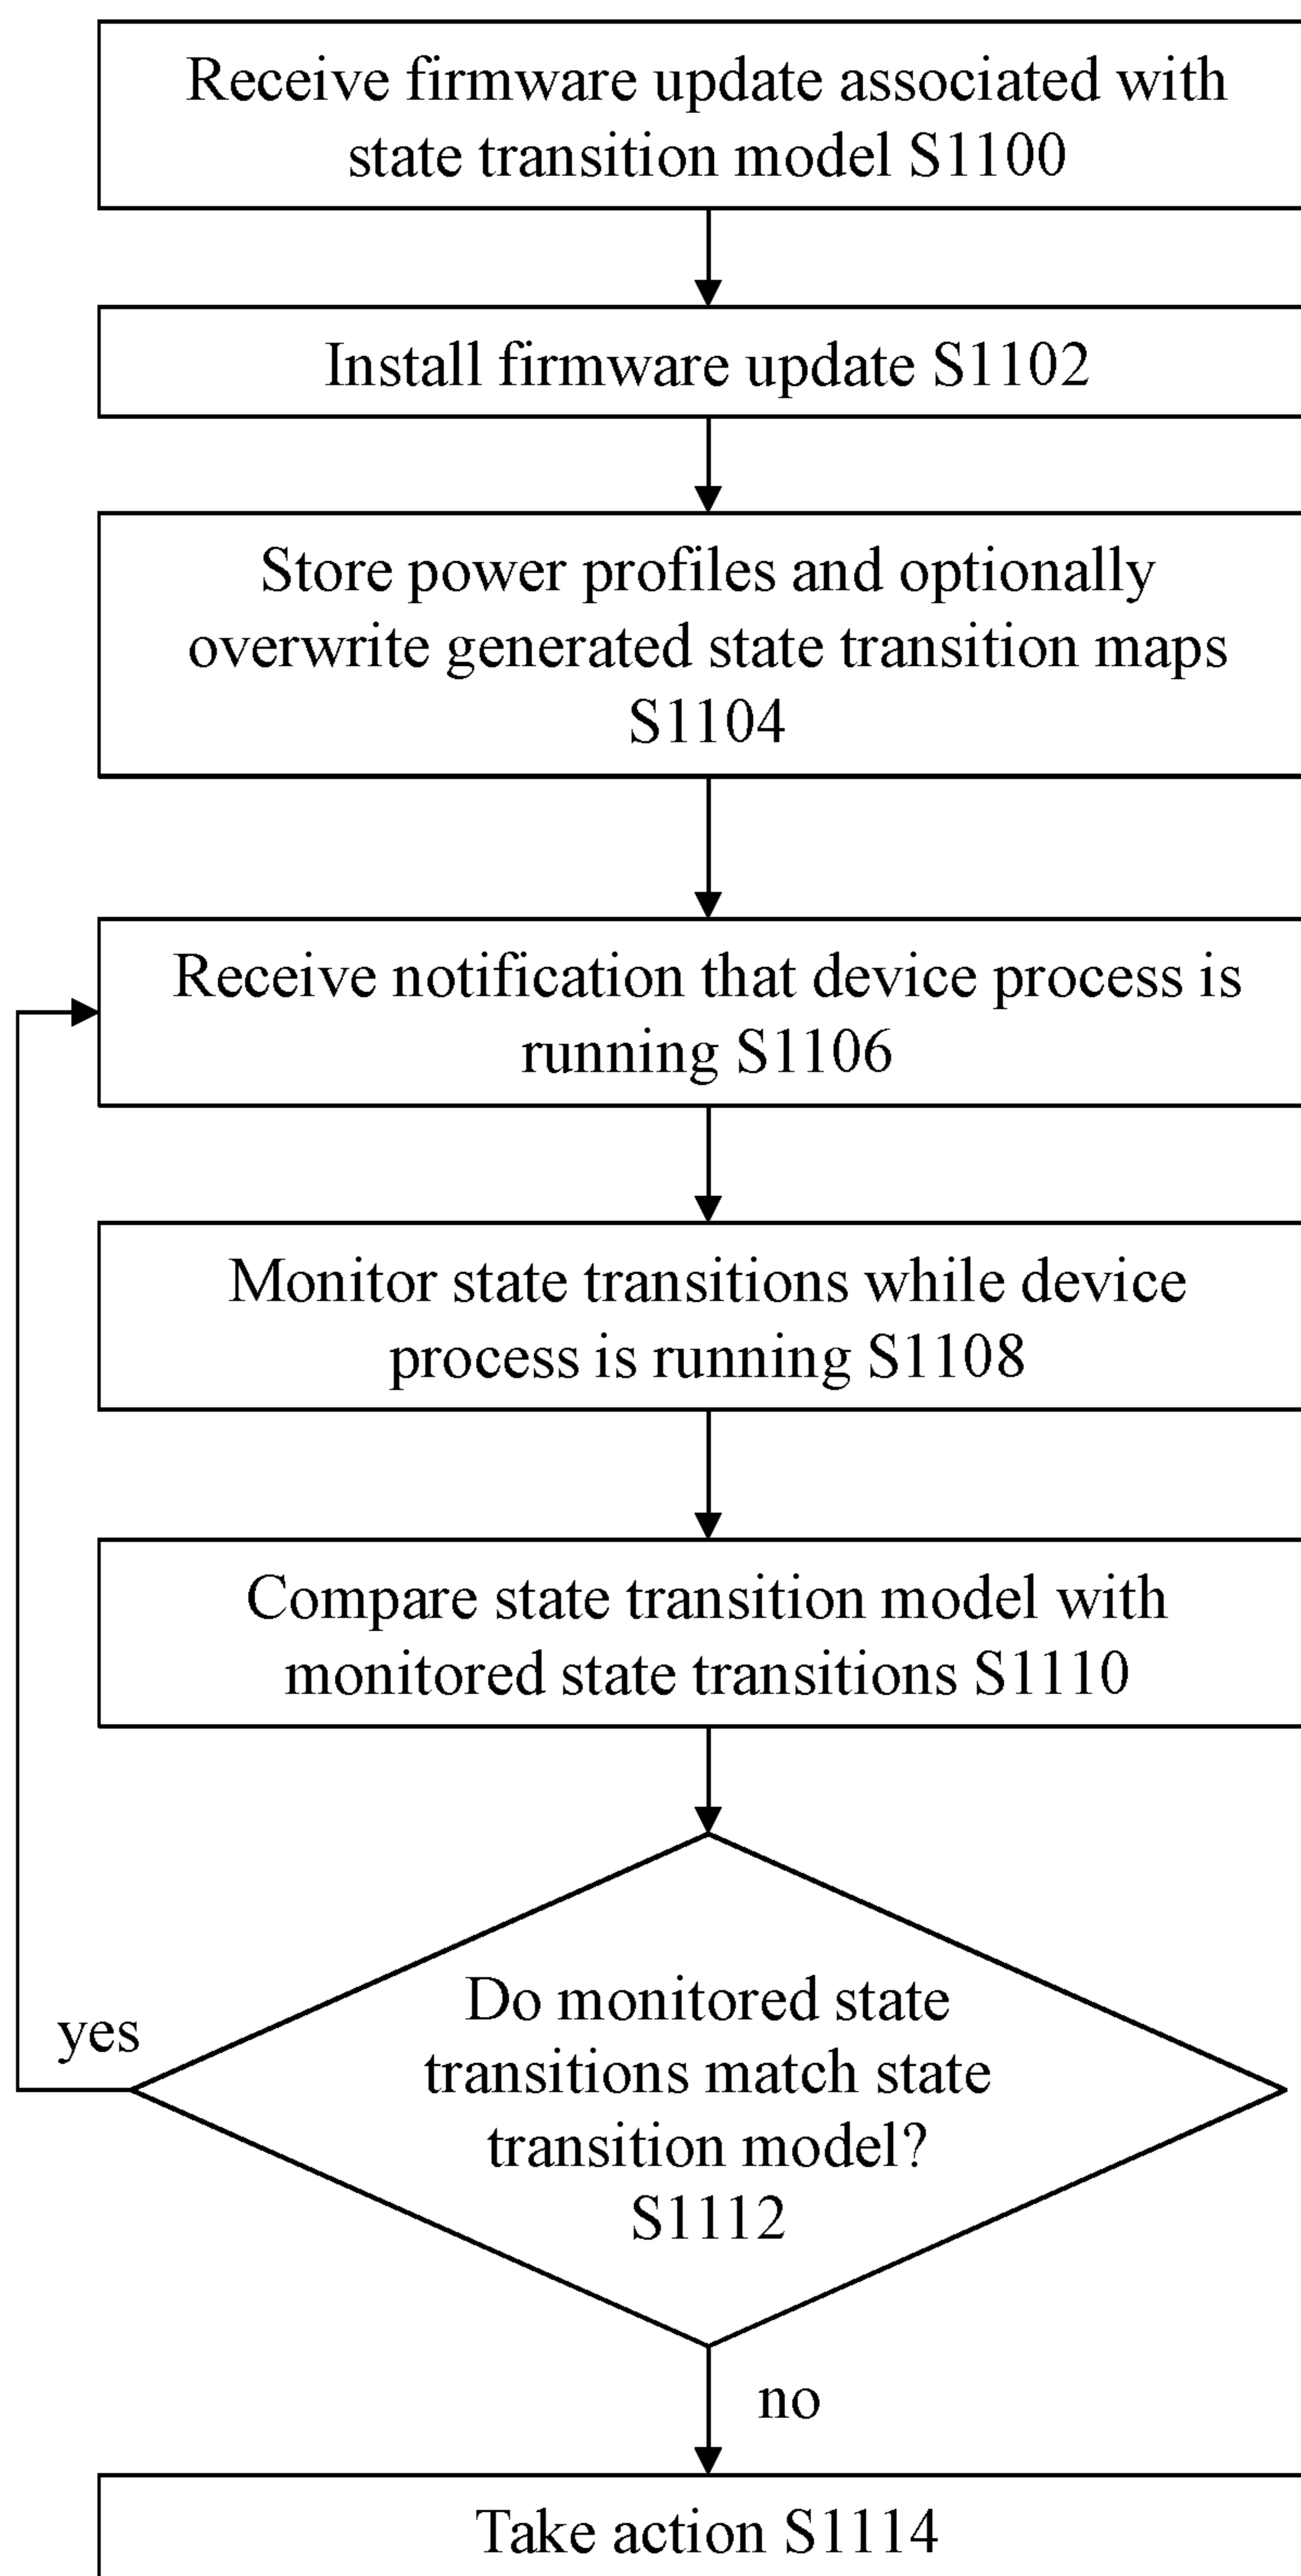 Receive firmware update associated with
state transition model S1100
Install firmware update S1102
Store power profiles and optionally
overwrite generated state transition maps
S1104
Receive notification that device process is
running S1106
Monitor state transitions while device
process is running S1108
Compare state transition model with
monitored state transitions S1110
Do monitored state
transitions match state
transition model?
S1112
yes
no
Take action S1114